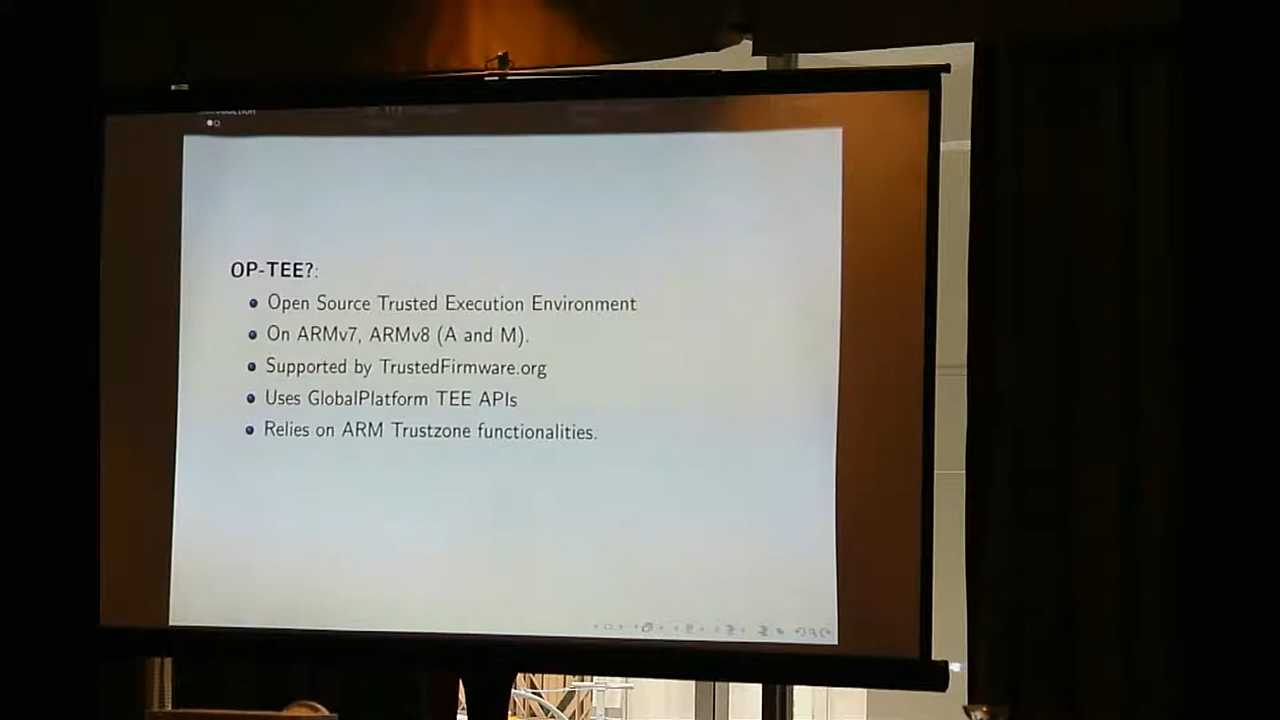 OP-TEE?:
Open Source Trusted Execution Environment
On ARMv7, ARMv8 (A and M).
Supported by TrustedFirmware.org
Uses GlobalPlatform TEE APIs
Relies on ARM Trustzone functionalities.